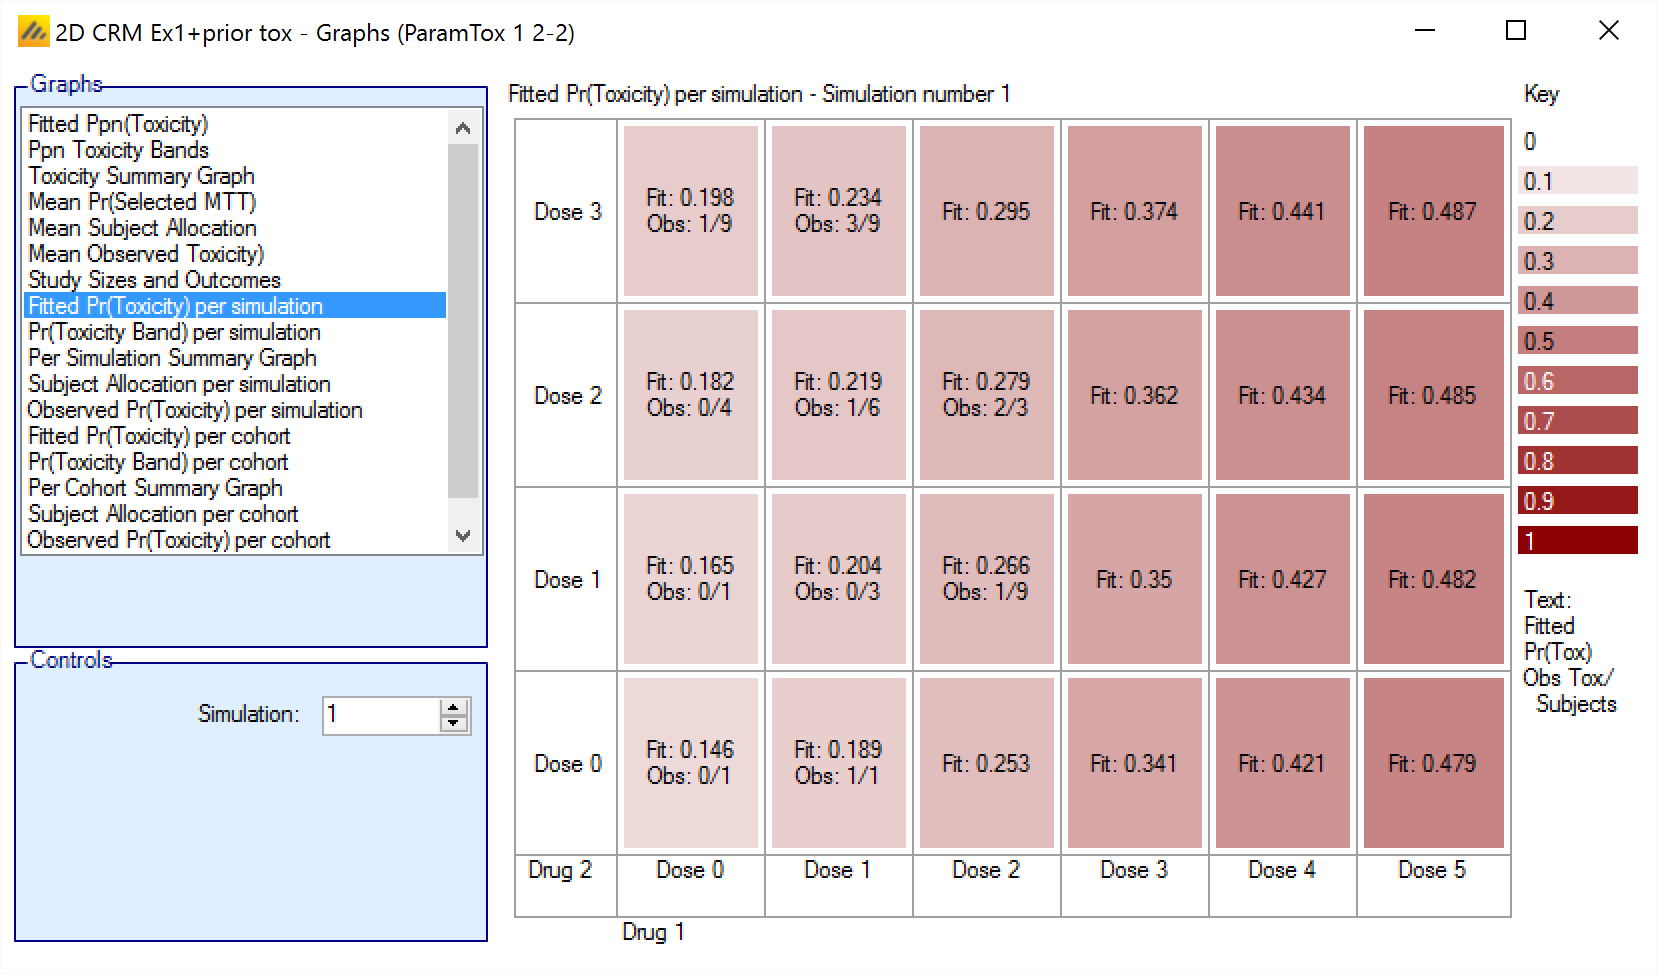 2D CRM Ex1+prior tox - Graphs (ParamTox 1 2-2)
Graphs
Fitted Ppn(Toxicity)
Ppn Toxicity Bands
Toxicity Summary Graph
Mean Pr(Selected MTT)
Mean Subject Allocation
Mean Observed Toxicity)
Study Sizes and Outcomes
Fitted Pr(Toxicity) per simulation
Pr(Toxicity Band) per simulation
Per Simulation Summary Graph
Subject Allocation per simulation
Observed Pr(Toxicity) per simulation
Fitted Pr(Toxicity) per cohort
Pr(Toxicity Band) per cohort
Per Cohort Summary Graph
Subject Allocation per cohort
Observed Pr(Toxicity) per cohort
Controls
Simulation: 1
Fitted Pr(Toxicity) per simulation - Simulation number 1
Dose 3
Fit: 0.198
Obs: 1/9
Fit: 0.234
Obs: 3/9
Fit: 0.295
Fit: 0.374
Fit: 0.441
Fit: 0.487
Dose 2
Fit: 0.182
Obs: 0/4
Fit: 0.219
Obs: 1/6
Fit: 0.279
Obs: 2/3
Fit: 0.362
Fit: 0.434
Fit: 0.485
Dose 1
Fit: 0.165
Obs: 0/1
Fit: 0.204
Obs: 0/3
Fit: 0.266
Obs: 1/9
Fit: 0.35
Fit: 0.427
Fit: 0.482
Dose 0
Fit: 0.146
Obs: 0/1
Fit: 0.189
Obs: 1/1
Fit: 0.253
Fit: 0.341
Fit: 0.421
Fit: 0.479
Drug 2 Dose 0 Dose 1 Dose 2 Dose 3 Dose 4 Dose 5
Drug 1
Key
0
0.1
0.2
0.3
0.4
0.5
0.6
0.7
0.8
0.9
1
Text:
Fitted
Pr(Tox)
Obs Tox/
Subjects